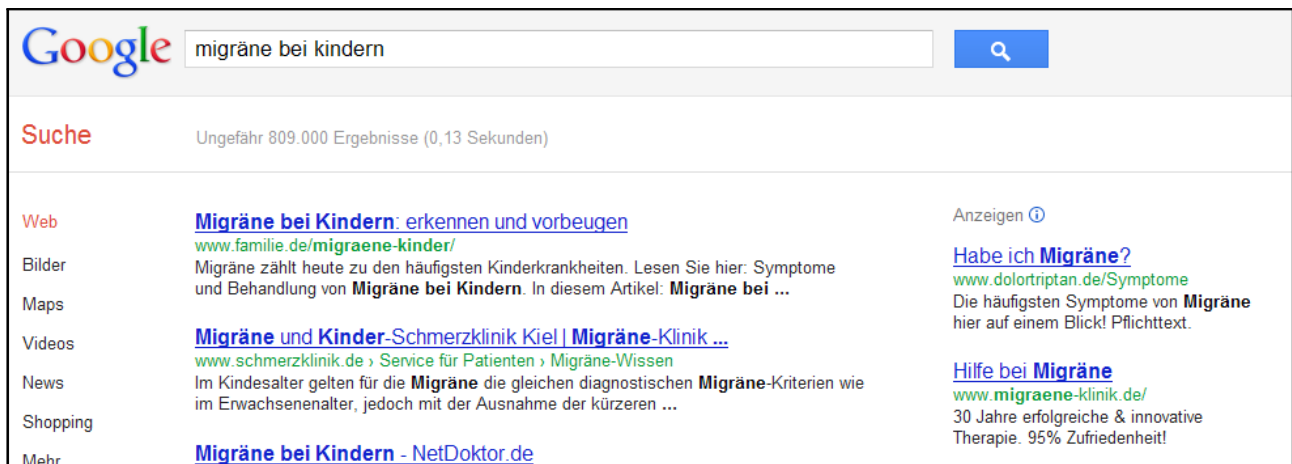 Google migräne bei kindern
Suche Ungefähr 809.000 Ergebnisse (0,13 Sekunden)
Web
Bilder
Maps
Videos
News
Shopping
Mehr
Migräne bei Kindern: erkennen und vorbeugen
www.familie.de/migraene-kinder/
Migräne zählt heute zu den häufigsten Kinderkrankheiten. Lesen Sie hier: Symptome
und Behandlung von Migräne bei Kindern. In diesem Artikel: Migräne bei ...
Migräne und Kinder-Schmerzklinik Kiel | Migräne-Klinik ...
www.schmerzklinik.de › Service für Patienten › Migräne-Wissen
Im Kindesalter gelten für die Migräne die gleichen diagnostischen Migräne-Kriterien wie
im Erwachsenenalter, jedoch mit der Ausnahme der kürzeren ...
Migräne bei Kindern - NetDoktor.de
Anzeigen
Habe ich Migräne?
www.dolortriptan.de/Symptome
Die häufigsten Symptome von Migräne
hier auf einem Blick! Pflichttext.
Hilfe bei Migräne
www.migraene-klinik.de/
30 Jahre erfolgreiche & innovative
Therapie. 95% Zufriedenheit!